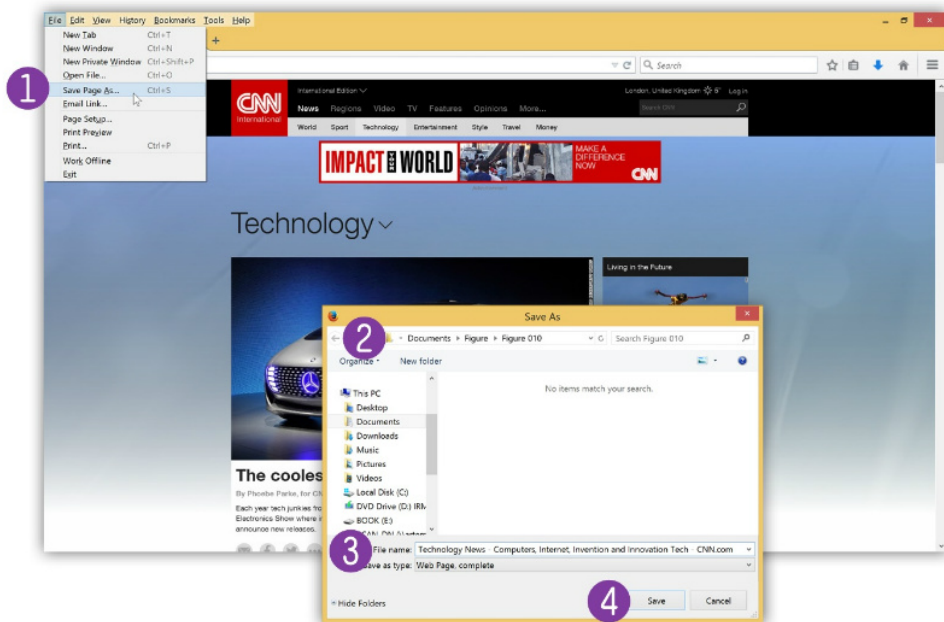 File Edit View History Bookmarks Tools Help
New Tab Ctrl+T
New Window Ctrl+N
New Private Window Ctrl+Shift+P
Open File... Ctrl+O
1
Save Page As... Ctrl+S
Email Link...
Page Setup...
Print Preview
Print... Ctrl+P
Work Offline
Exit
Search
CNN
International
International Edition
London, United Kingdom 5° Log in
News Regions Video TV Features Opinions More...
Search CNN
World Sport Technology Entertainment Style Travel Money
IMPACT YOUR WORLD
MAKE A
DIFFERENCE
NOW
CNN
Technology
Living in the Future
The cooles
By Phoebe Parke, for CN
Each year tech junkies fro
Electronics Show where i
announce new releases.
Save As
2
Documents Figure Figure 010
Search Figure 010
Organize New folder
No items match your search.
This PC
Desktop
Documents
Downloads
Music
Pictures
Videos
Local Disk (C:)
DVD Drive (D:) IRM
BOOK (E:)
3
File name: Technology News - Computers, Internet, Invention and Innovation Tech - CNN.com
Save as type: Web Page, complete
Hide Folders
4
Save Cancel